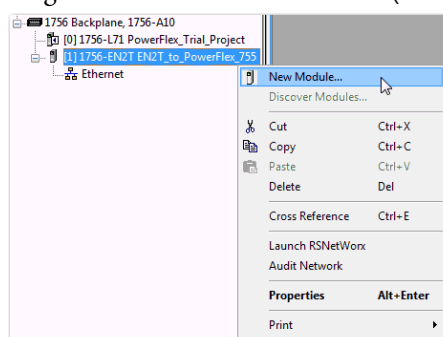 1756 Backplane, 1756-A10
[0] 1756-L71 PowerFlex_Trial_Project
[1] 1756-EN2T EN2T_to_PowerFlex_755
Ethernet
New Module...
Discover Modules...
Cut Ctrl+X
Copy Ctrl+C
Paste Ctrl+V
Delete Del
Cross Reference Ctrl+E
Launch RSNetWorx
Audit Network
Properties Alt+Enter
Print